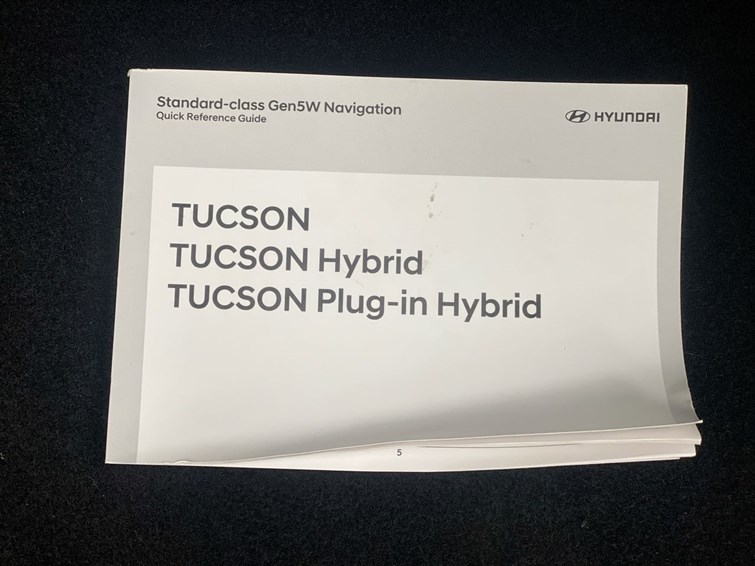 Standard-class Gen5W Navigation
Quick Reference Guide
HYUNDAI
TUCSON
TUCSON Hybrid
TUCSON Plug-in Hybrid
5